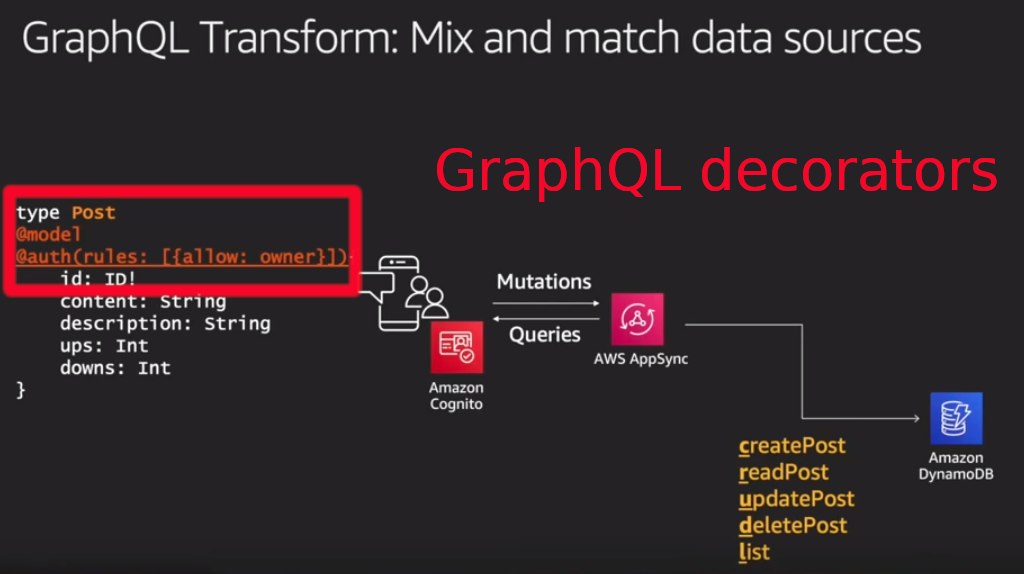 GraphQL Transform: Mix and match data sources
GraphQL decorators
type Post
@model
@auth(rules: [{allow: owner}]){
id: ID!
content: String
description: String
ups: Int
downs: Int
}
Mutations
Queries
Amazon
Cognito
AWS AppSync
Amazon
DynamoDB
createPost
readPost
updatePost
deletePost
list